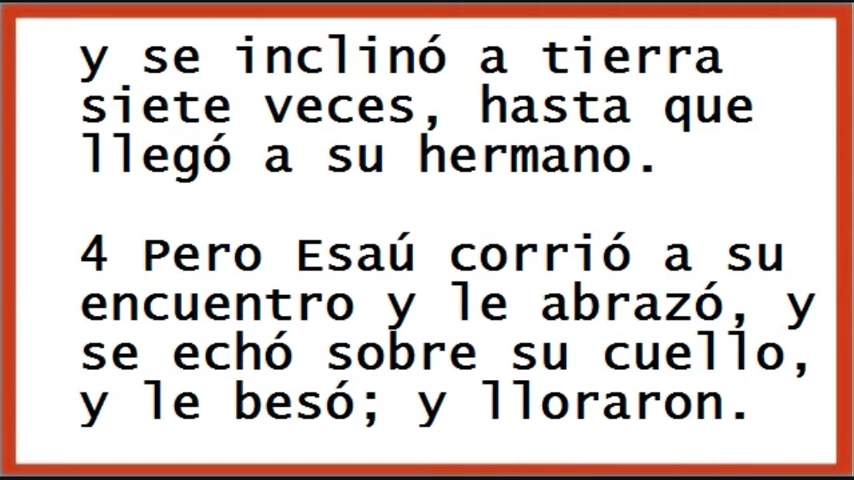 y se inclinó a tierra
siete veces, hasta que
llegó a su hermano.
4 Pero Esaú corrió a su
encuentro y le abrazó, y
se echó sobre su cuello,
y le besó; y lloraron.